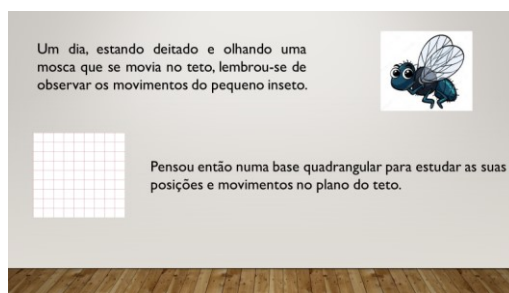 Um dia, estando deitado e olhando uma
mosca que se movia no teto, lembrou-se de
observar os movimentos do pequeno inseto.
Pensou então numa base quadrangular para estudar as suas
posições e movimentos no plano do teto.